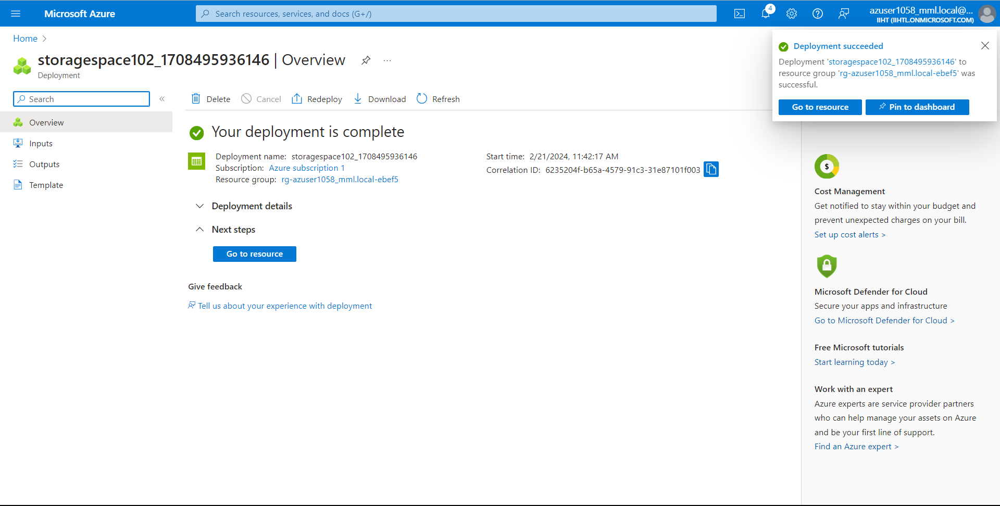 Microsoft Azure
Search resources, services, and docs (G+/)
4
azuser1058_mml.local@...
IIHT (IIHTL.ONMICROSOFT.COM)
Home
storagespace102_1708495936146 | Overview
Deployment
Search
«
Delete
Cancel
Redeploy
Download
Refresh
Overview
Inputs
Outputs
Template
Your deployment is complete
Deployment name: storagespace102_1708495936146
Subscription: Azure subscription 1
Resource group: rg-azuser1058_mml.local-ebef5
Start time: 2/21/2024, 11:42:17 AM
Correlation ID: 6235204f-b65a-4579-91c3-31e87101f003
Deployment details
Next steps
Go to resource
Give feedback
Tell us about your experience with deployment
Deployment succeeded
Deployment 'storagespace102_1708495936146' to
resource group 'rg-azuser1058_mml.local-ebef5' was
successful.
Go to resource
Pin to dashboard
$
Cost Management
Get notified to stay within your budget and
prevent unexpected charges on your bill.
Set up cost alerts >
Microsoft Defender for Cloud
Secure your apps and infrastructure
Go to Microsoft Defender for Cloud >
Free Microsoft tutorials
Start learning today >
Work with an expert
Azure experts are service provider partners
who can help manage your assets on Azure
and be your first line of support.
Find an Azure expert >